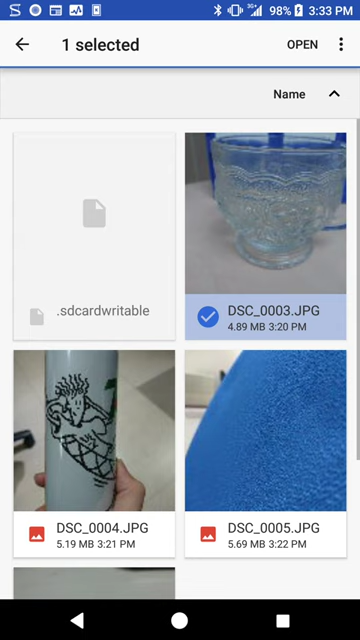 3G
98%
3:33 PM
1 selected
OPEN
Name
.sdcardwritable
DSC_0003.JPG
4.89 MB 3:20 PM
DSC_0004.JPG
5.19 MB 3:21 PM
DSC_0005.JPG
5.69 MB 3:22 PM